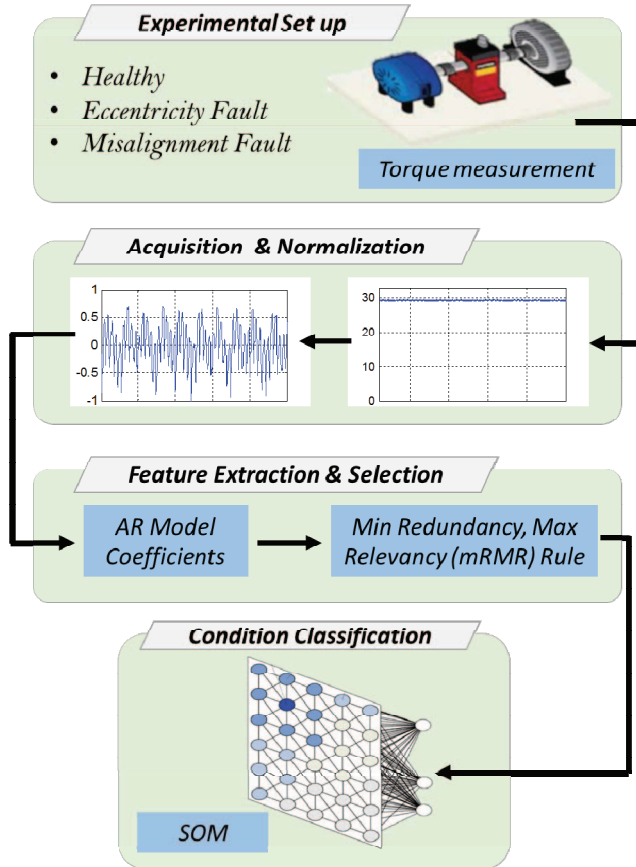 Experimental Set up
• Healthy
• Eccentricity Fault
• Misalignment Fault
Torque measurement
Acquisition & Normalization
1
0.5
0
-0.5
-1
30
20
10
0
Feature Extraction & Selection
AR Model
Coefficients
Min Redundancy, Max
Relevancy (mRMR) Rule
Condition Classification
SOM